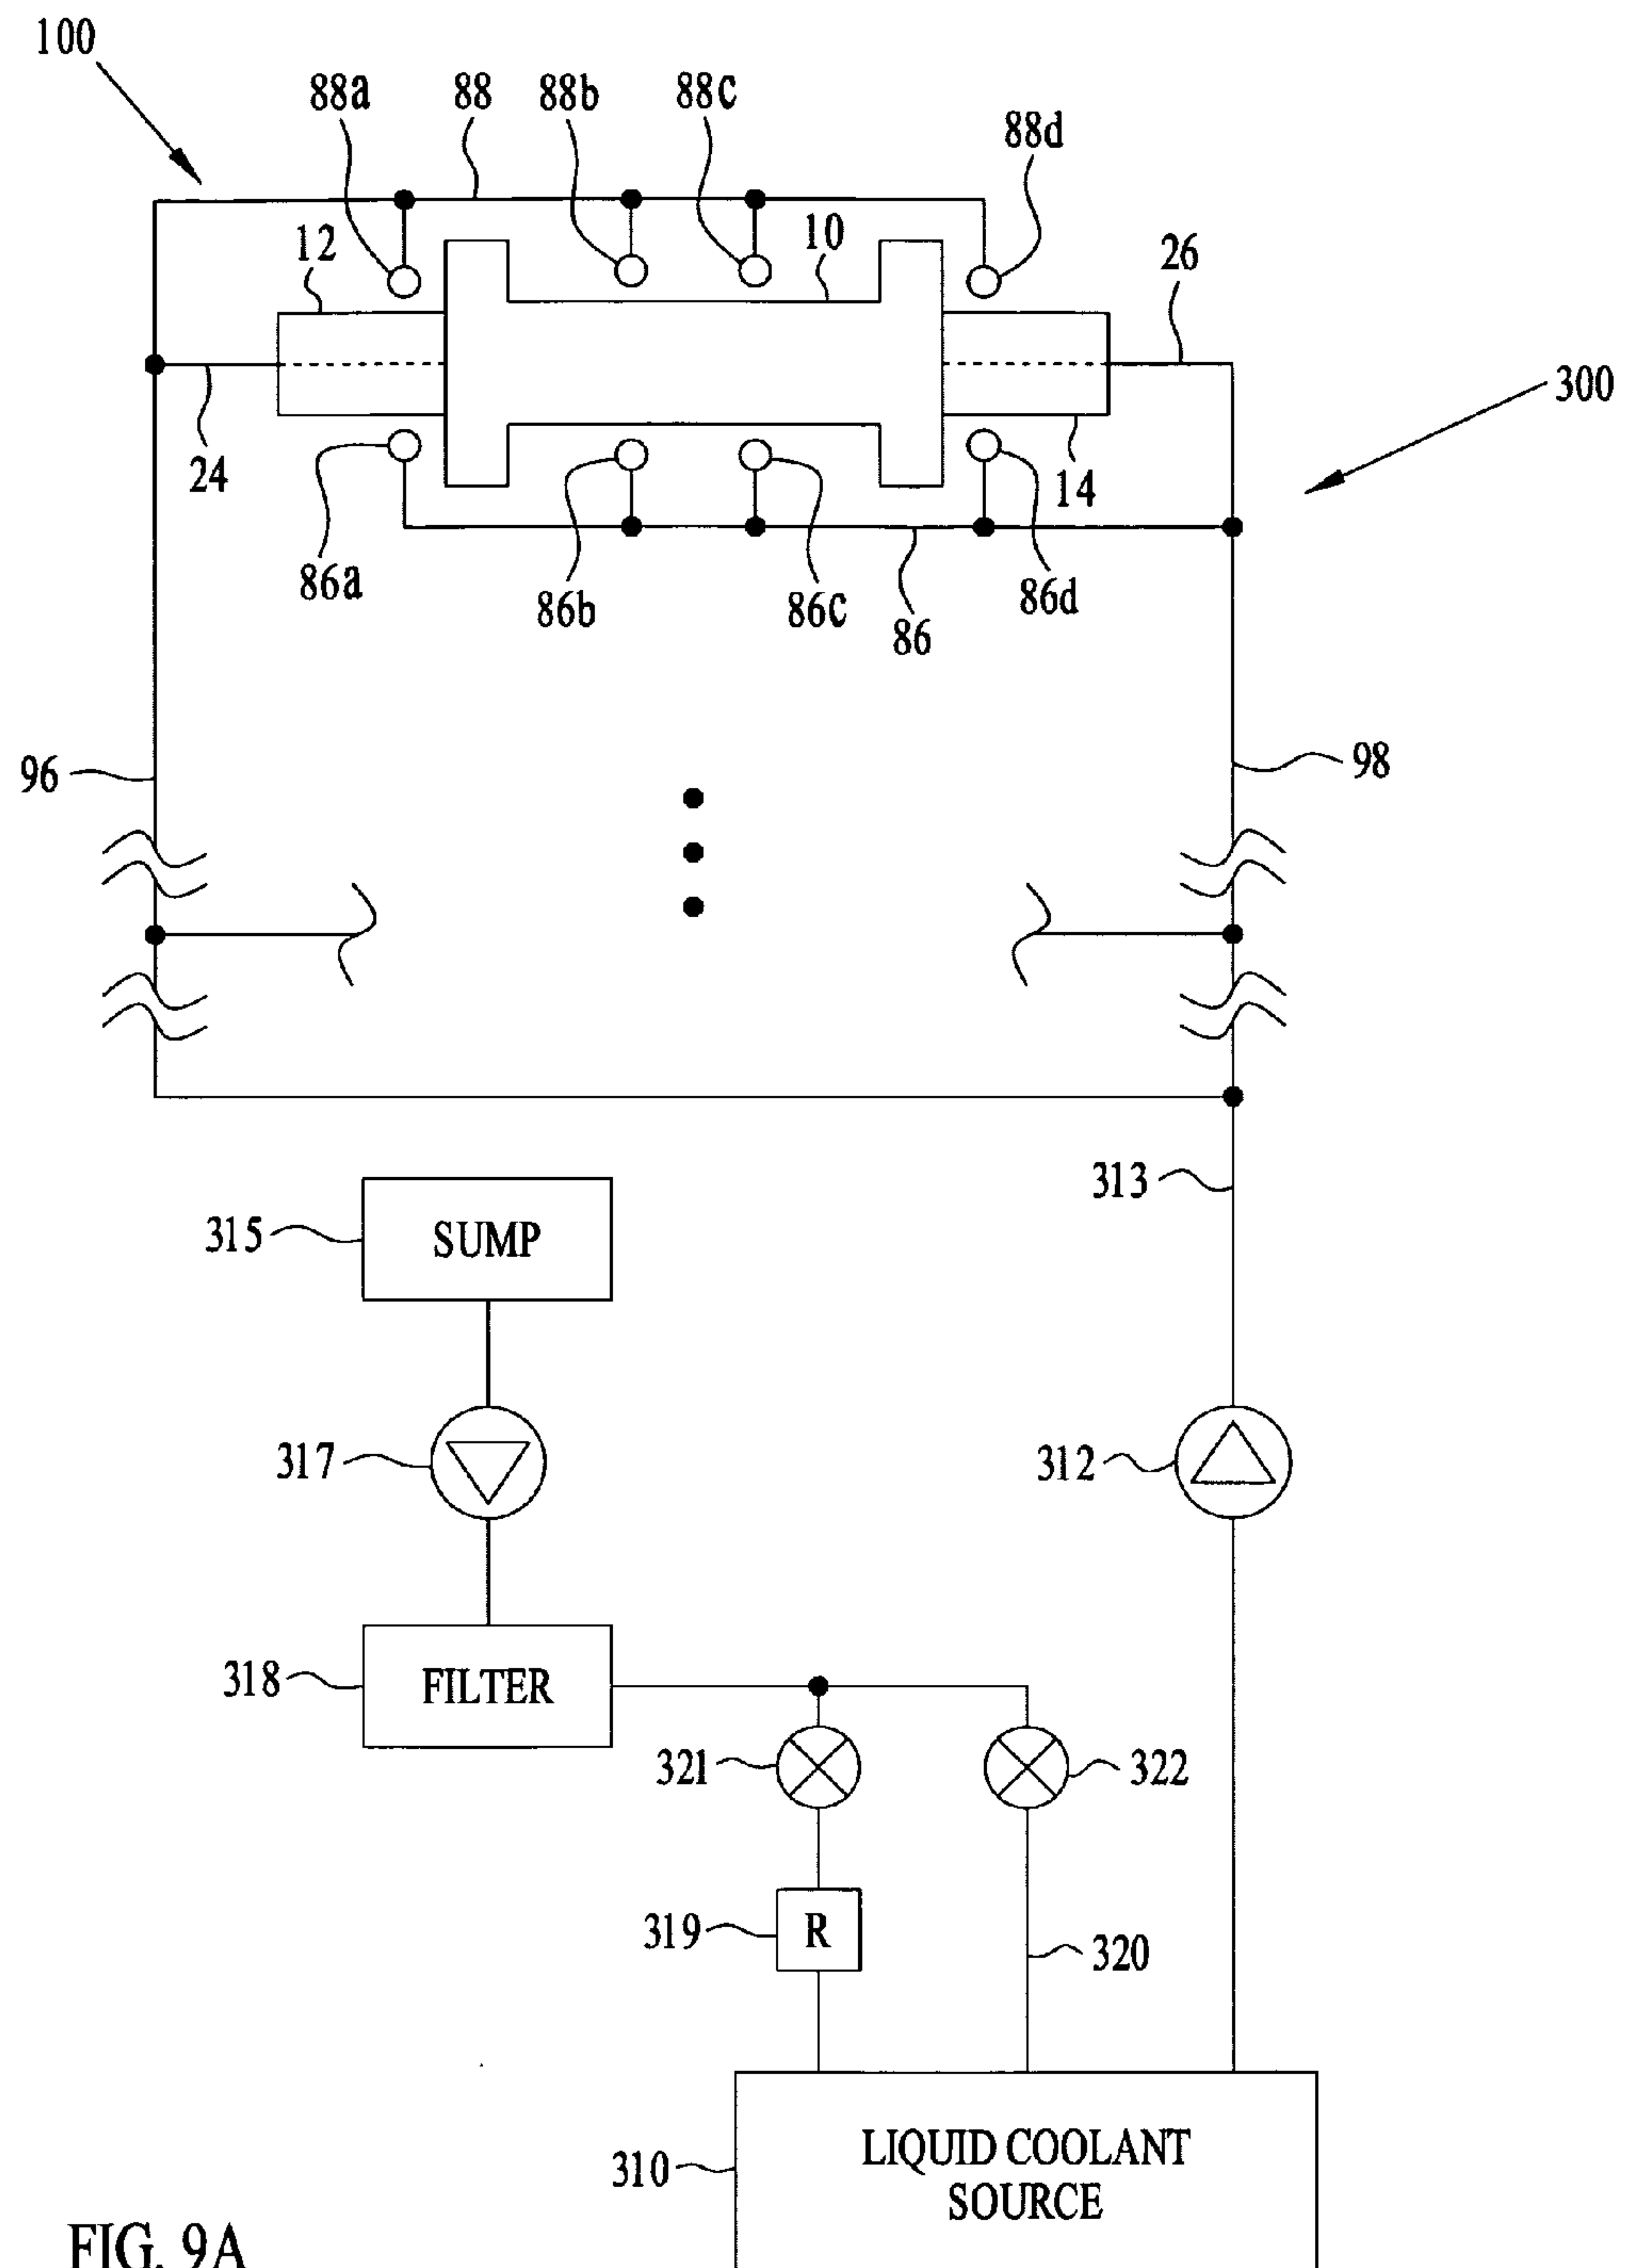 100
88a
88
88b
88c
88d
12
10
26
300
24
14
86a
86b
86c
86d
86
96
98
313
315
SUMP
317
312
318
FILTER
321
322
319
R
320
310
LIQUID COOLANT
SOURCE
FIG. 9A